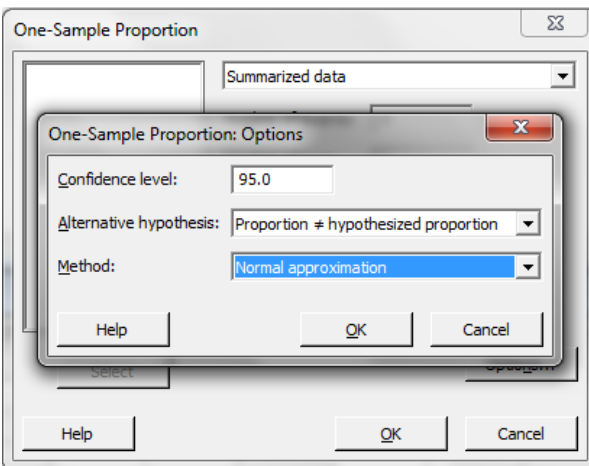 One-Sample Proportion
Summarized data
One-Sample Proportion: Options
Confidence level: 95.0
Alternative hypothesis: Proportion ≠ hypothesized proportion
Method: Normal approximation
Help OK Cancel
Select
Help OK Cancel